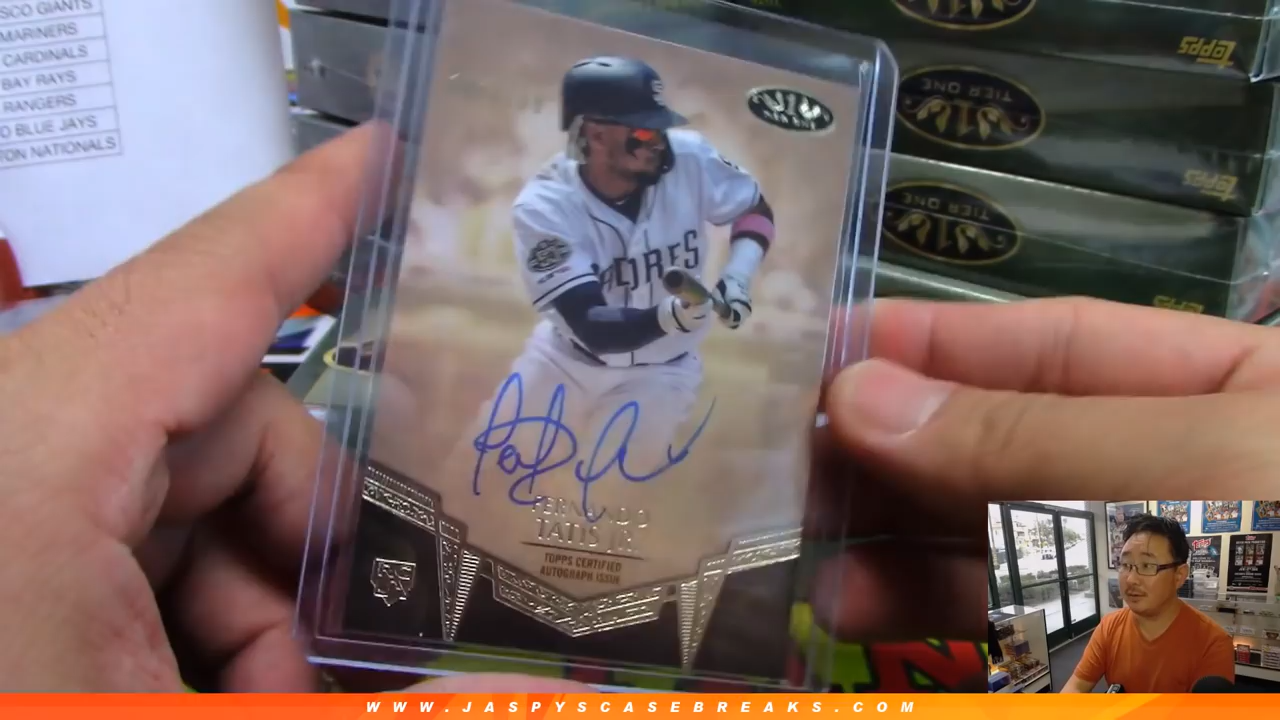 SCO GIANTS
MARINERS
CARDINALS
BAY RAYS
RANGERS
O BLUE JAYS
TON NATIONALS
PADRES
FERNANDO
TATIS JR.
TOPPS CERTIFIED
AUTOGRAPH ISSUE
TIER ONE
topps
TIER ONE
topps
TIER ONE
WWW.JASPYSCASEBREAKS.COM